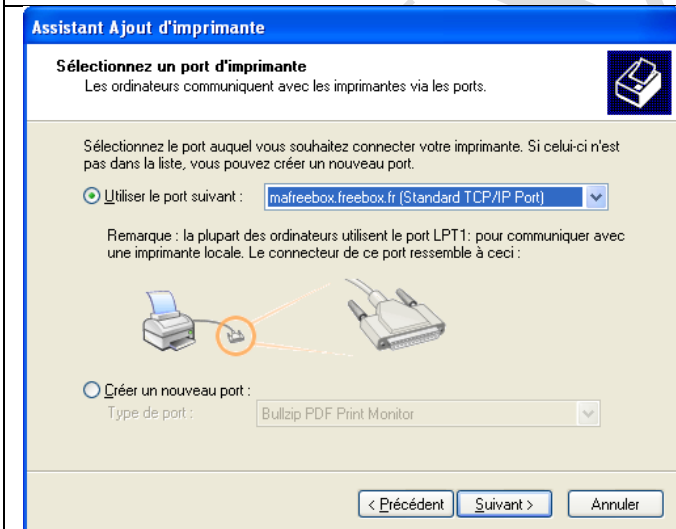 Assistant Ajout d'imprimante
Sélectionnez un port d'imprimante
Les ordinateurs communiquent avec les imprimantes via les ports.
Sélectionnez le port auquel vous souhaitez connecter votre imprimante. Si celui-ci n'est
pas dans la liste, vous pouvez créer un nouveau port.
Utiliser le port suivant : mafreebox.freebox.fr (Standard TCP/IP Port)
Remarque : la plupart des ordinateurs utilisent le port LPT1: pour communiquer avec
une imprimante locale. Le connecteur de ce port ressemble à ceci :
Créer un nouveau port :
Type de port : Bullzip PDF Print Monitor
< Précédent Suivant > Annuler